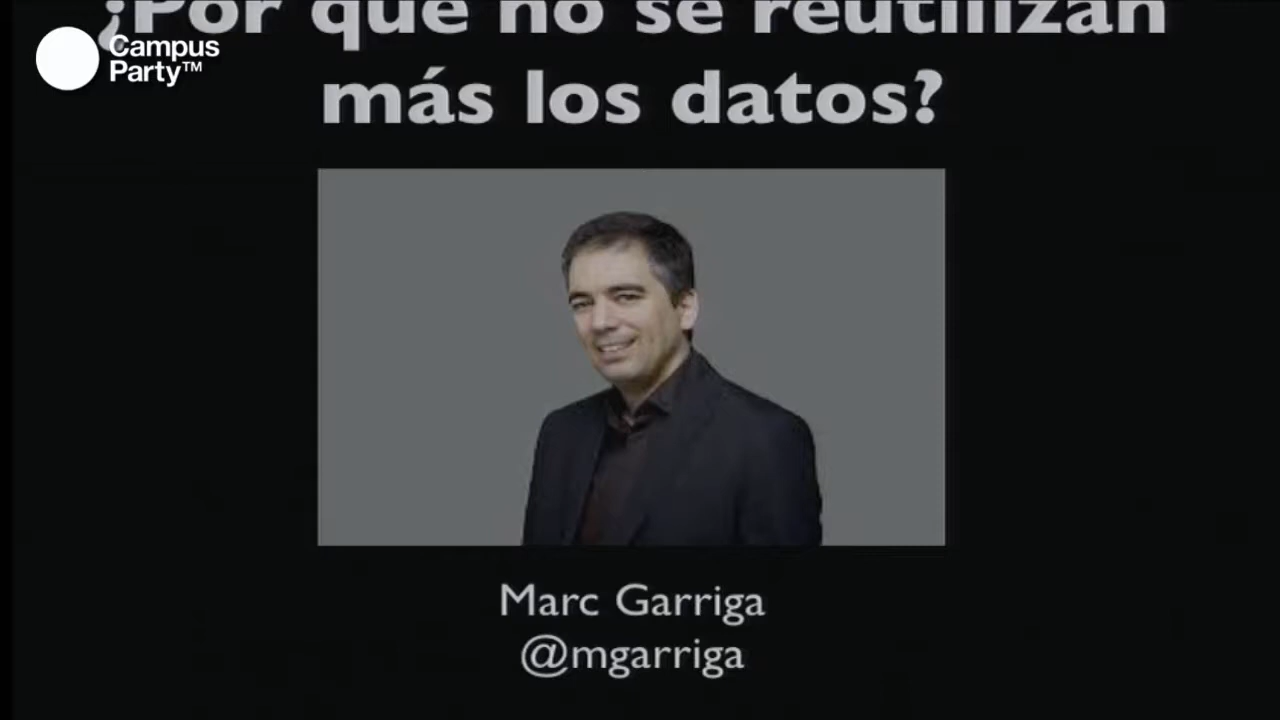 ¿Por qué no se reutilizan
más los datos?
Campus
Party™
Marc Garriga
@mgarriga